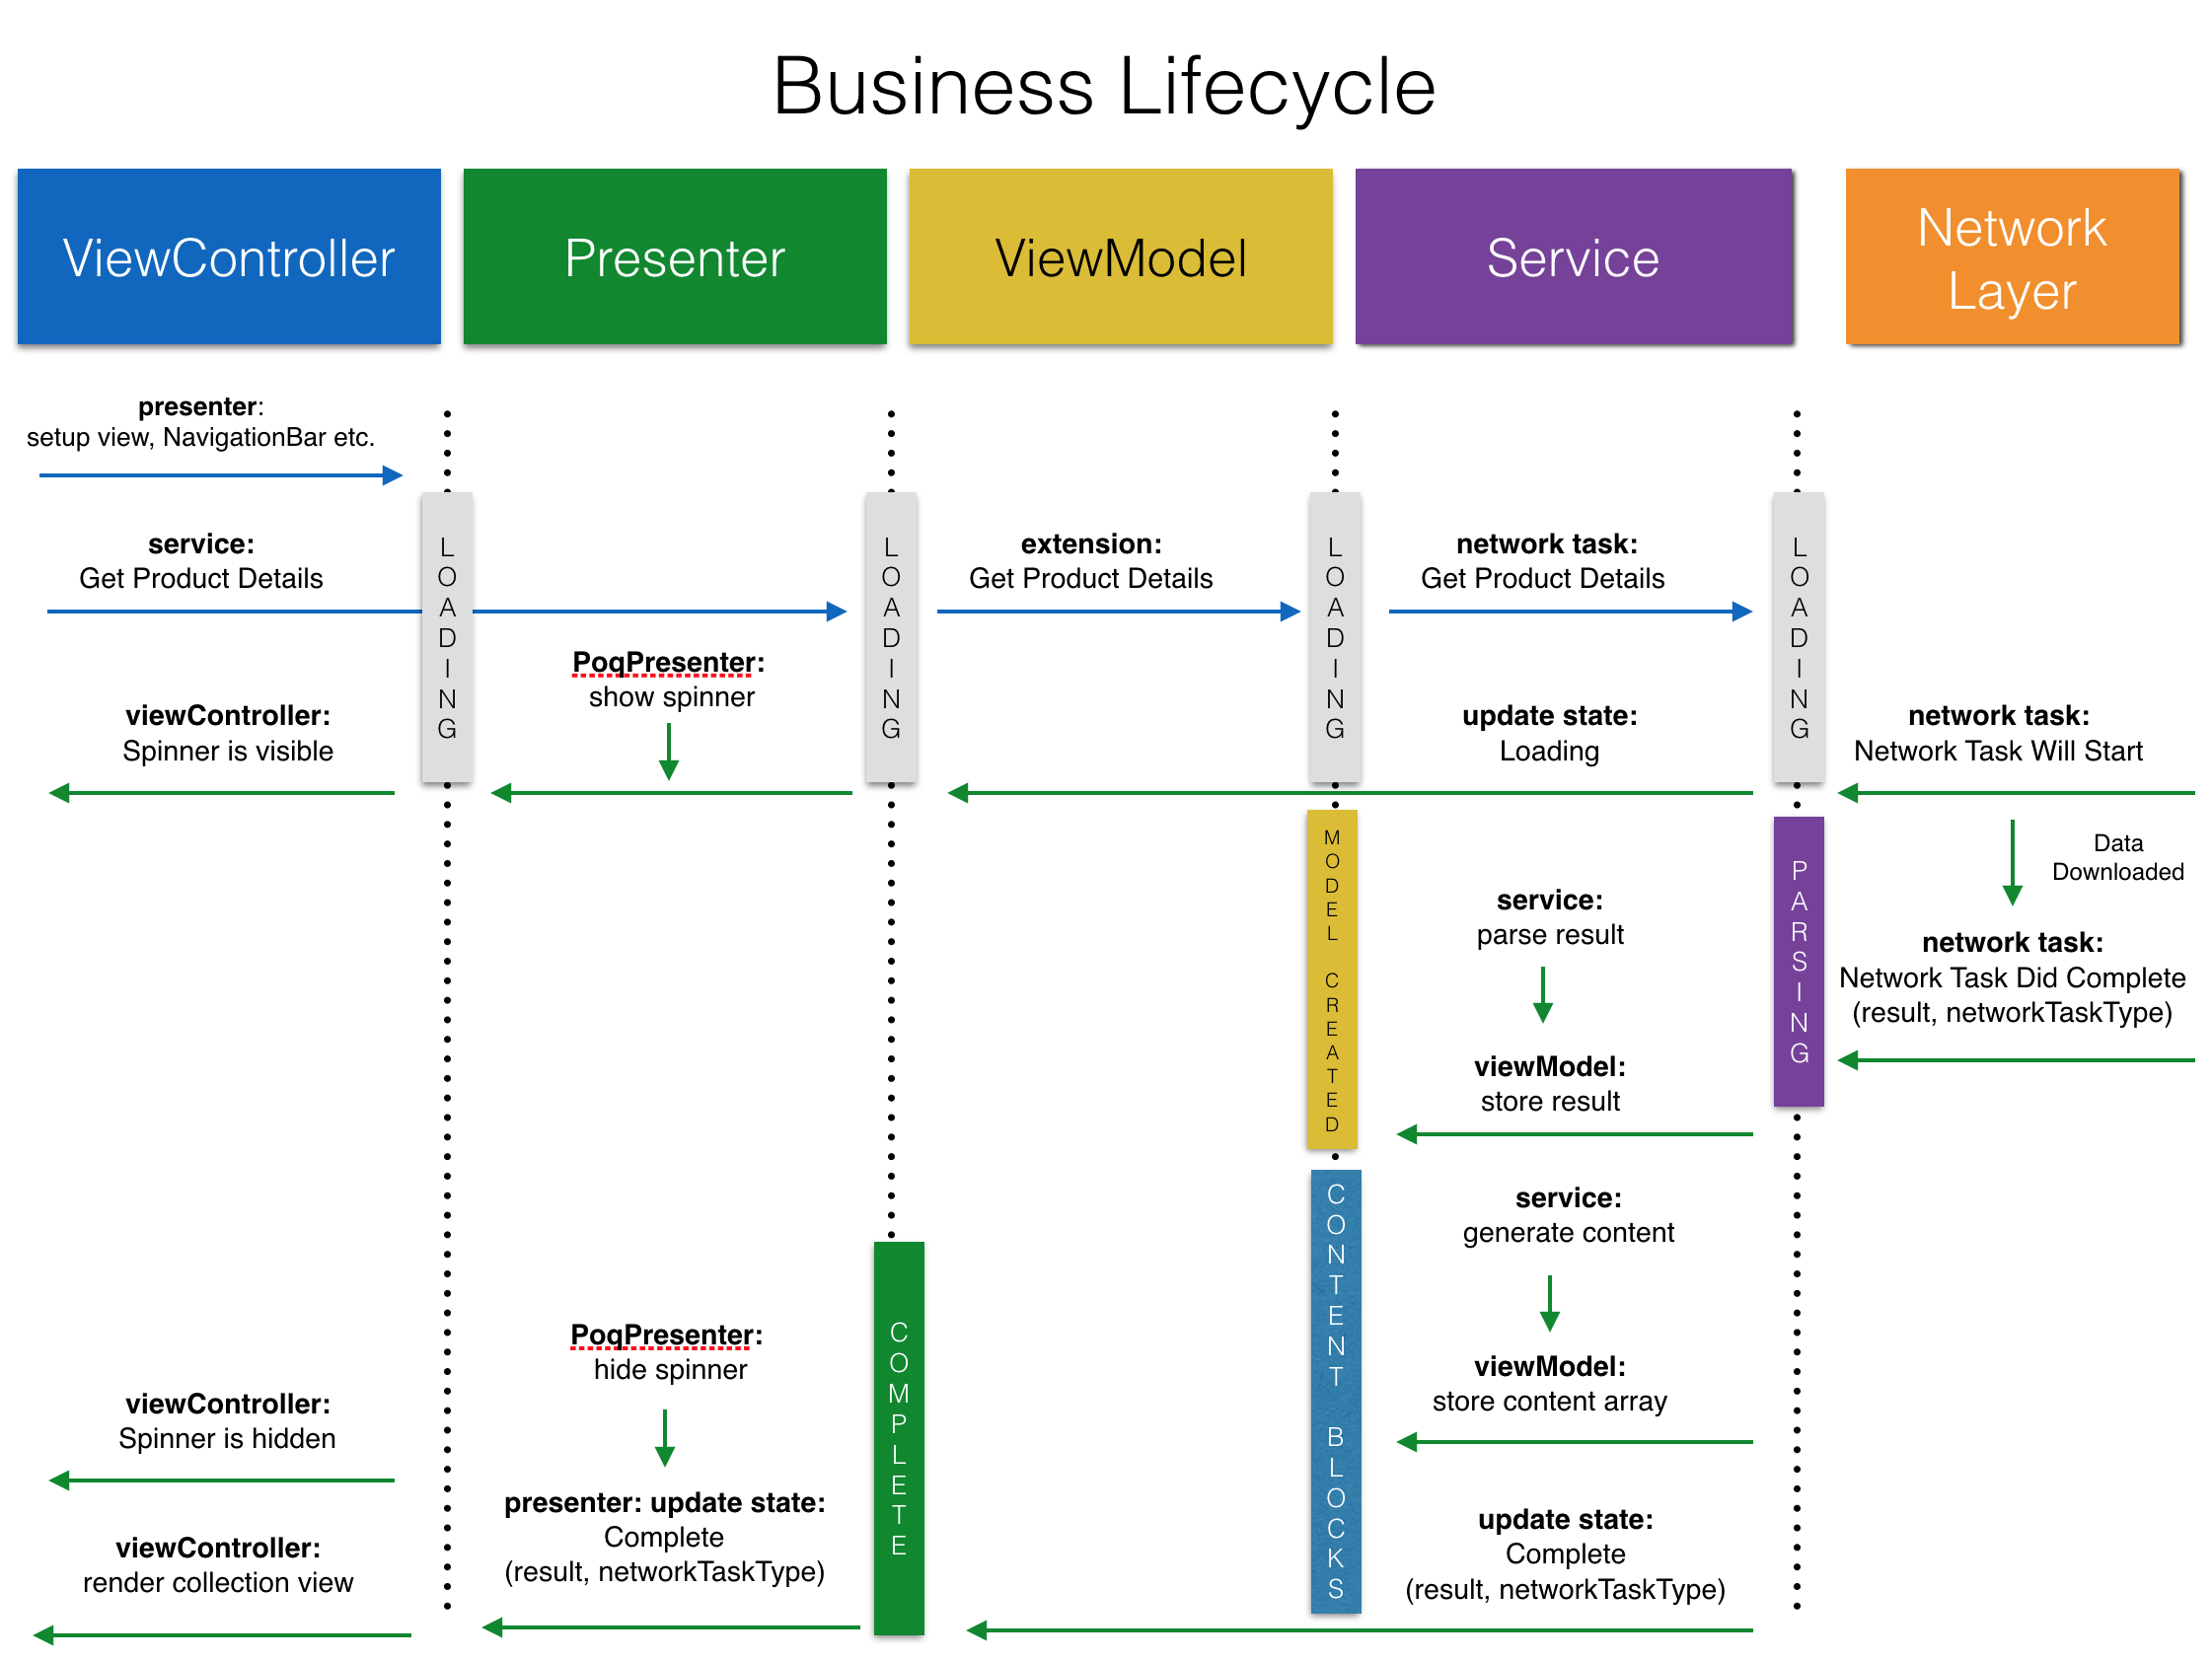 Business Lifecycle
ViewController
Presenter
ViewModel
Service
Network
Layer
presenter:
setup view, NavigationBar etc.
service:
Get Product Details
extension:
Get Product Details
network task:
Get Product Details
LOADING
LOADING
LOADING
LOADING
PoqPresenter:
show spinner
viewController:
Spinner is visible
update state:
Loading
network task:
Network Task Will Start
Data
Downloaded
MODEL CREATED
PARSING
service:
parse result
network task:
Network Task Did Complete
(result, networkTaskType)
viewModel:
store result
CONTENT BLOCKS
service:
generate content
COMPLETE
PoqPresenter:
hide spinner
viewModel:
store content array
viewController:
Spinner is hidden
presenter: update state:
Complete
(result, networkTaskType)
update state:
Complete
(result, networkTaskType)
viewController:
render collection view